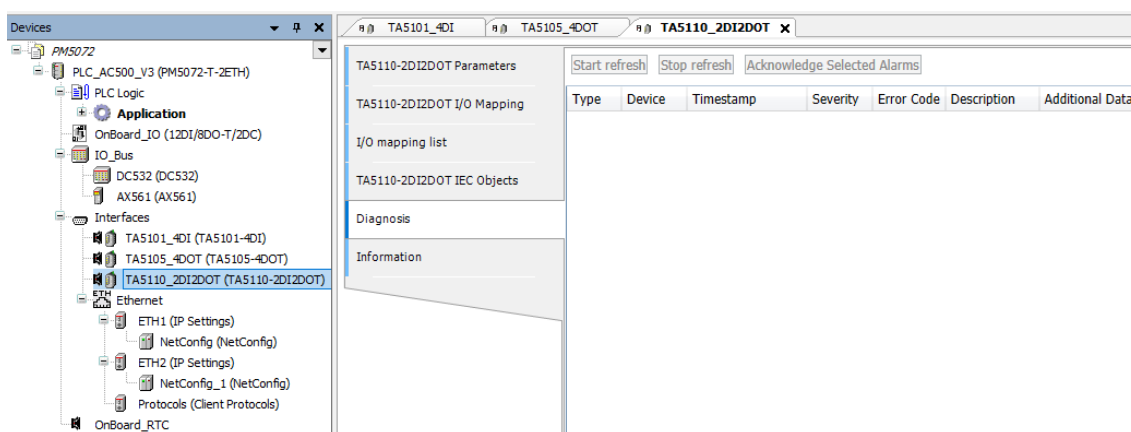 Devices
PM5072
PLC_AC500_V3 (PM5072-T-2ETH)
PLC Logic
Application
OnBoard_IO (12DI/8DO-T/2DC)
IO_Bus
DC532 (DC532)
AX561 (AX561)
Interfaces
TA5101_4DI (TA5101-4DI)
TA5105_4DOT (TA5105-4DOT)
TA5110_2DI2DOT (TA5110-2DI2DOT)
ETH Ethernet
ETH1 (IP Settings)
NetConfig (NetConfig)
ETH2 (IP Settings)
NetConfig_1 (NetConfig)
Protocols (Client Protocols)
OnBoard_RTC
TA5101_4DI TA5105_4DOT TA5110_2DI2DOT
TA5110-2DI2DOT Parameters
TA5110-2DI2DOT I/O Mapping
I/O mapping list
TA5110-2DI2DOT IEC Objects
Diagnosis
Information
Start refresh Stop refresh Acknowledge Selected Alarms
Type Device Timestamp Severity Error Code Description Additional Data